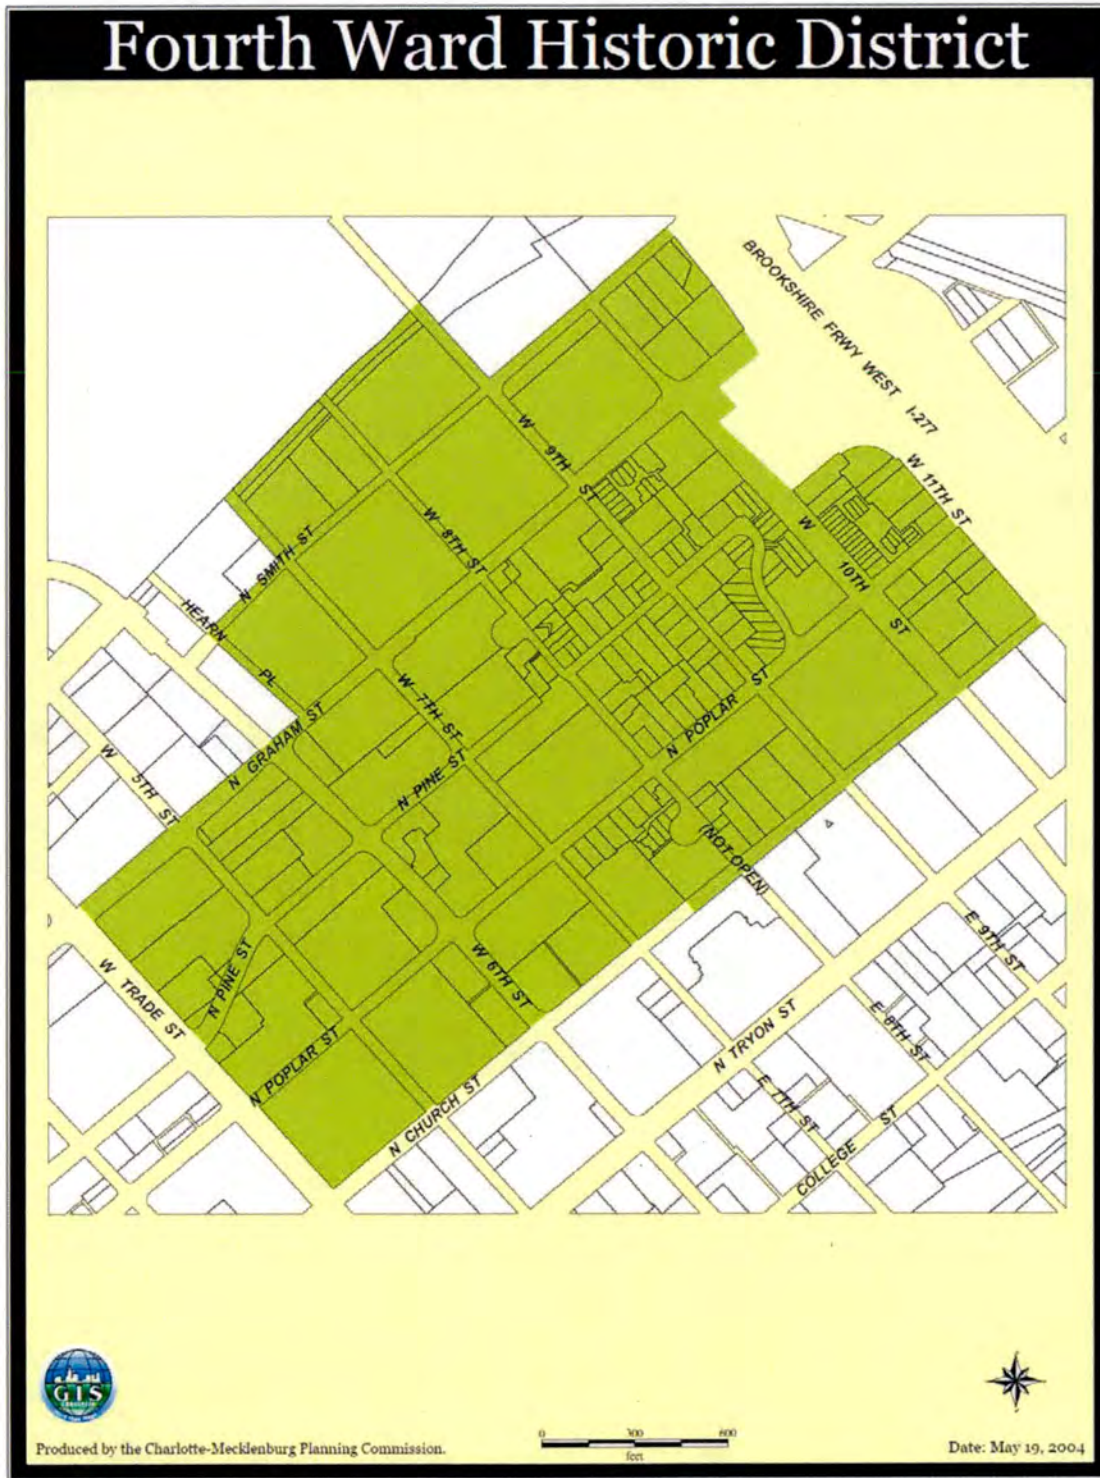 Fourth Ward Historic District
BROOKSHIRE FRWY WEST I-277
W 9TH ST
W 11TH ST
W 8TH ST
W 10TH ST
N SMITH ST
HEARN PL
W 7TH ST
N POPLAR ST
N GRAHAM ST
N PINE ST
W 5TH ST
(NOT OPEN)
W 6TH ST
E 9TH ST
N PINE ST
W TRADE ST
N TRYON ST
E 8TH ST
N POPLAR ST
N CHURCH ST
E 7TH ST
COLLEGE ST
GIS
0 300 600
feet
Produced by the Charlotte-Mecklenburg Planning Commission.
Date: May 19, 2004